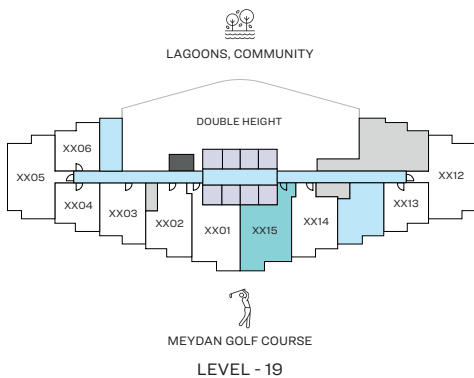 LAGOONS, COMMUNITY
DOUBLE HEIGHT
XX06
XX05
XX12
XX04
XX03
XX02
XX01
XX15
XX14
XX13
MEYDAN GOLF COURSE
LEVEL - 19